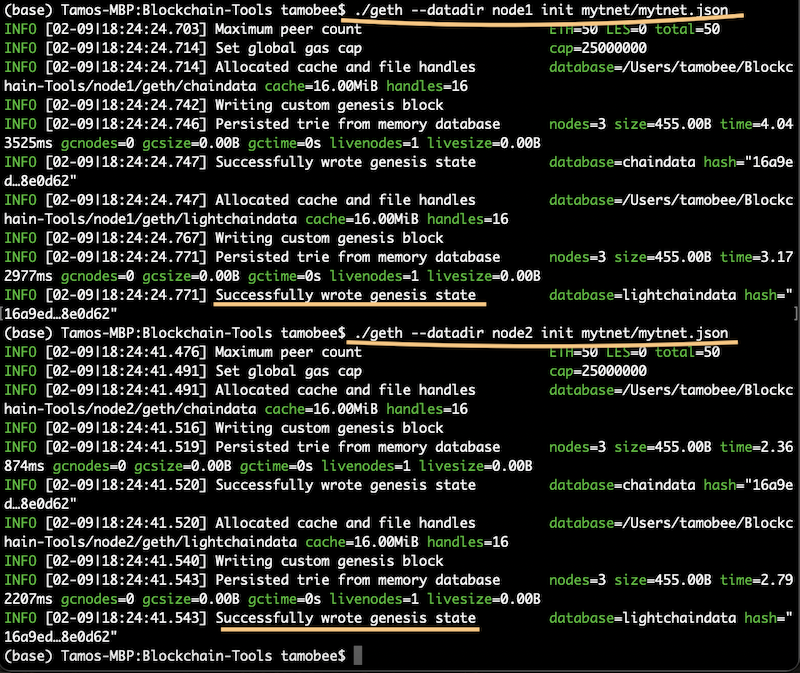 (base) Tamos-MBP:Blockchain-Tools tamobee$ ./geth --datadir node1 init mytnet/mytnet.json
INFO [02-09|18:24:24.703] Maximum peer count                       ETH=50 LES=0 total=50
INFO [02-09|18:24:24.714] Set global gas cap                       cap=25000000
INFO [02-09|18:24:24.714] Allocated cache and file handles         database=/Users/tamobee/Blockc
hain-Tools/node1/geth/chaindata cache=16.00MiB handles=16
INFO [02-09|18:24:24.742] Writing custom genesis block
INFO [02-09|18:24:24.746] Persisted trie from memory database      nodes=3 size=455.00B time=4.04
3525ms gcnodes=0 gcsize=0.00B gctime=0s livenodes=1 livesize=0.00B
INFO [02-09|18:24:24.747] Successfully wrote genesis state         database=chaindata hash="16a9e
d…8e0d62"
INFO [02-09|18:24:24.747] Allocated cache and file handles         database=/Users/tamobee/Blockc
hain-Tools/node1/geth/lightchaindata cache=16.00MiB handles=16
INFO [02-09|18:24:24.767] Writing custom genesis block
INFO [02-09|18:24:24.771] Persisted trie from memory database      nodes=3 size=455.00B time=3.17
2977ms gcnodes=0 gcsize=0.00B gctime=0s livenodes=1 livesize=0.00B
INFO [02-09|18:24:24.771] Successfully wrote genesis state         database=lightchaindata hash="
[16a9ed…8e0d62" ]
(base) Tamos-MBP:Blockchain-Tools tamobee$ ./geth --datadir node2 init mytnet/mytnet.json
INFO [02-09|18:24:41.476] Maximum peer count                       ETH=50 LES=0 total=50
INFO [02-09|18:24:41.491] Set global gas cap                       cap=25000000
INFO [02-09|18:24:41.491] Allocated cache and file handles         database=/Users/tamobee/Blockc
hain-Tools/node2/geth/chaindata cache=16.00MiB handles=16
INFO [02-09|18:24:41.516] Writing custom genesis block
INFO [02-09|18:24:41.519] Persisted trie from memory database      nodes=3 size=455.00B time=2.36
874ms gcnodes=0 gcsize=0.00B gctime=0s livenodes=1 livesize=0.00B
INFO [02-09|18:24:41.520] Successfully wrote genesis state         database=chaindata hash="16a9e
d…8e0d62"
INFO [02-09|18:24:41.520] Allocated cache and file handles         database=/Users/tamobee/Blockc
hain-Tools/node2/geth/lightchaindata cache=16.00MiB handles=16
INFO [02-09|18:24:41.540] Writing custom genesis block
INFO [02-09|18:24:41.543] Persisted trie from memory database      nodes=3 size=455.00B time=2.79
2207ms gcnodes=0 gcsize=0.00B gctime=0s livenodes=1 livesize=0.00B
INFO [02-09|18:24:41.543] Successfully wrote genesis state         database=lightchaindata hash="
16a9ed…8e0d62"
(base) Tamos-MBP:Blockchain-Tools tamobee$